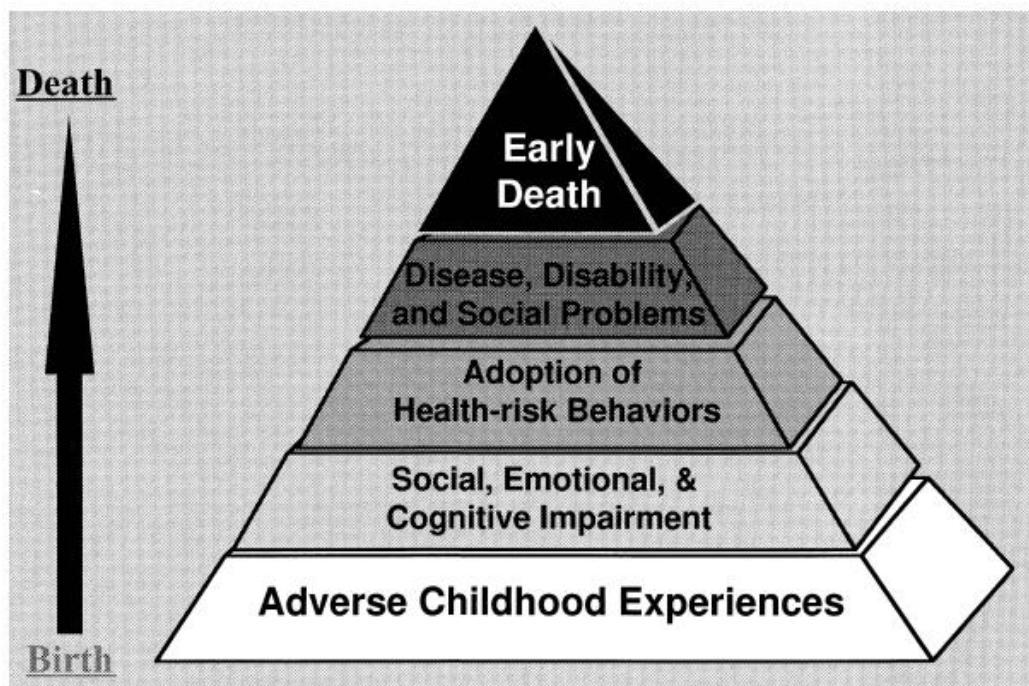 Death
Early
Death
Disease, Disability,
and Social Problems
Adoption of
Health-risk Behaviors
Social, Emotional, &
Cognitive Impairment
Adverse Childhood Experiences
Birth